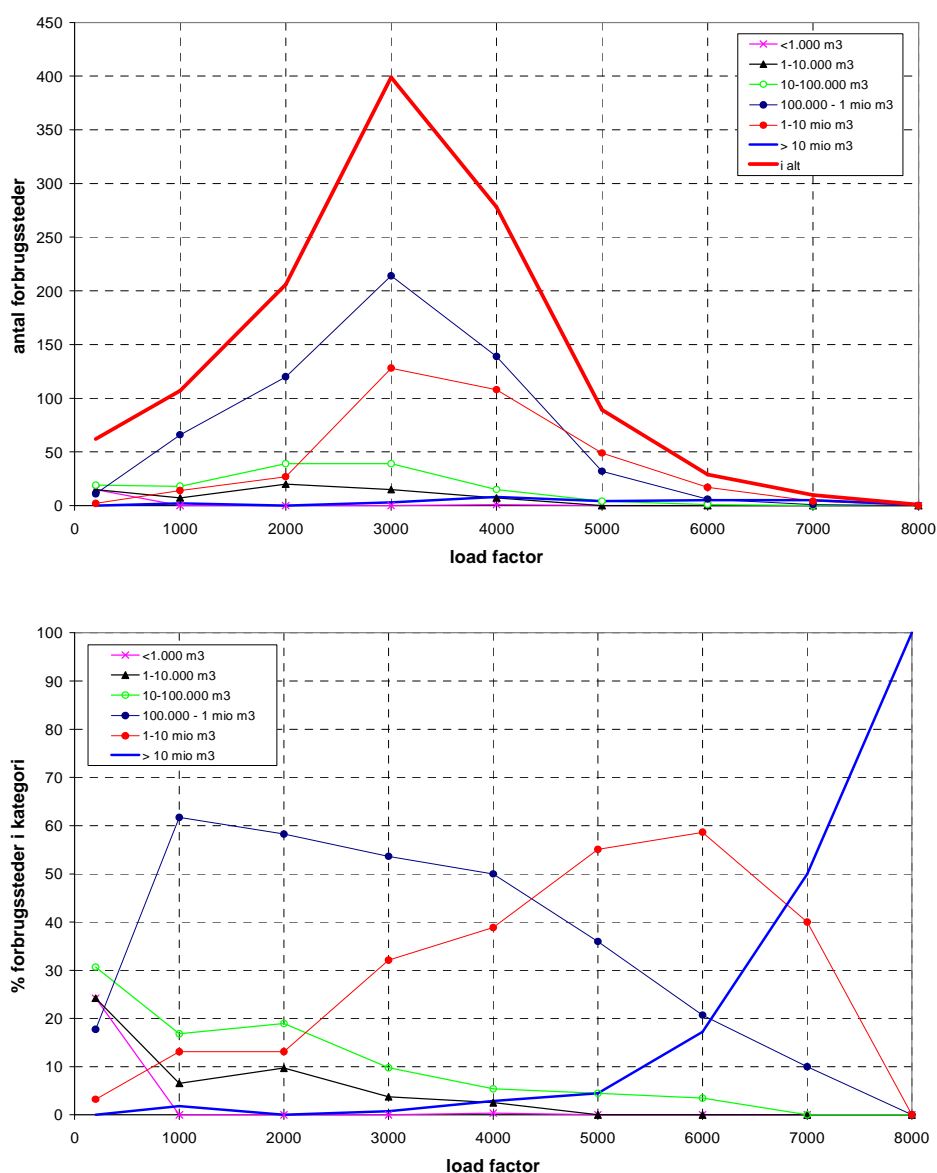 450
400
350
300
250
200
150
100
50
0
antal forbrugssteder
<1.000 m3
1-10.000 m3
10-100.000 m3
100.000 - 1 mio m3
1-10 mio m3
> 10 mio m3
i alt
0 1000 2000 3000 4000 5000 6000 7000 8000
load factor
100
90
80
70
60
50
40
30
20
10
0
% forbrugssteder i kategori
<1.000 m3
1-10.000 m3
10-100.000 m3
100.000 - 1 mio m3
1-10 mio m3
> 10 mio m3
0 1000 2000 3000 4000 5000 6000 7000 8000
load factor